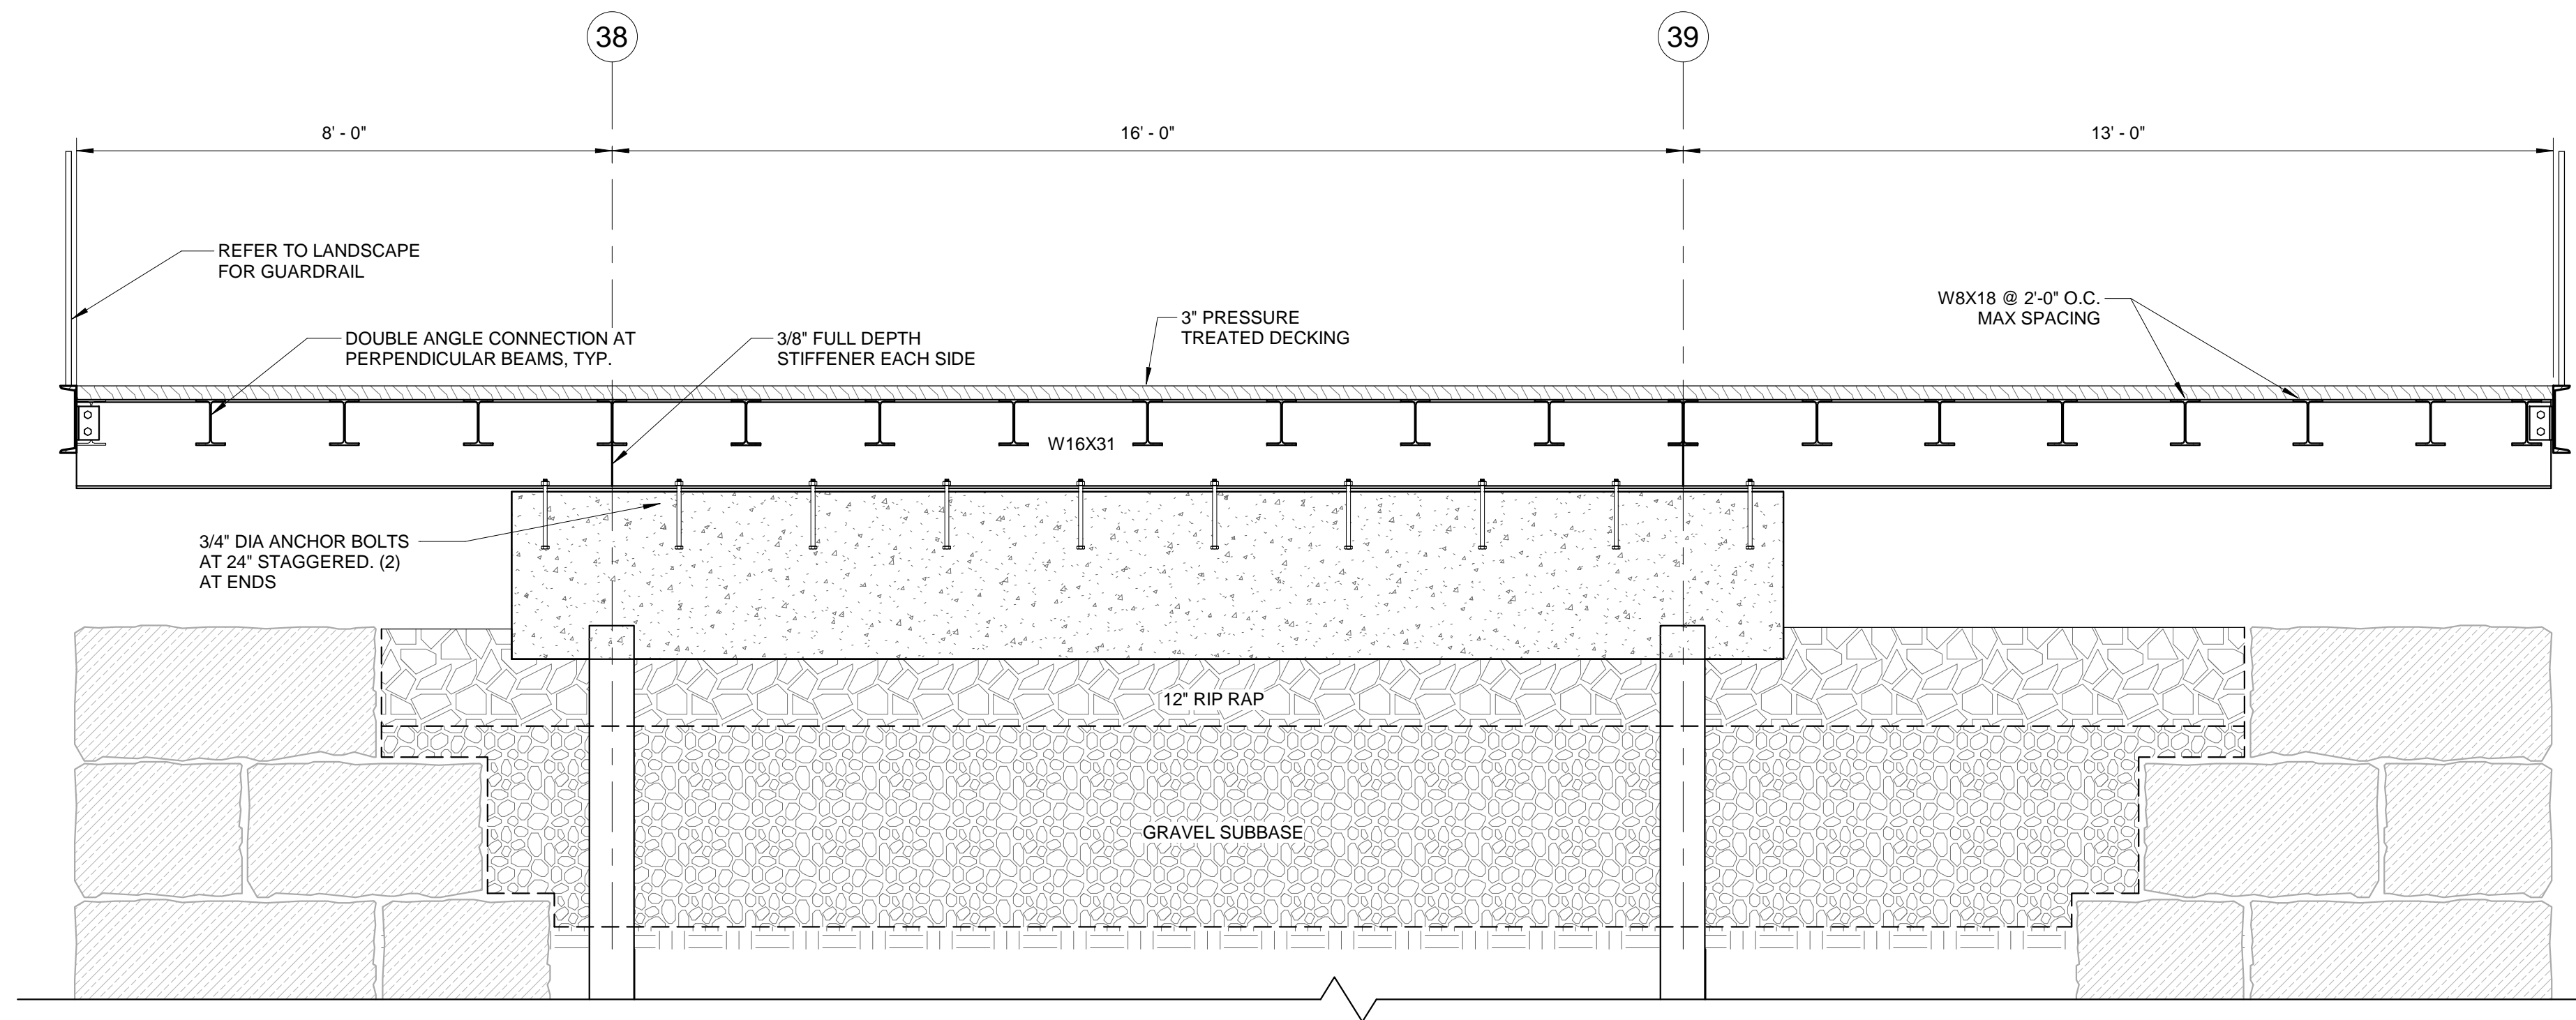 38
39
8' - 0"
16' - 0"
13' - 0"
REFER TO LANDSCAPE
FOR GUARDRAIL
W8X18 @ 2'-0" O.C.
MAX SPACING
3" PRESSURE
TREATED DECKING
DOUBLE ANGLE CONNECTION AT
PERPENDICULAR BEAMS, TYP.
3/8" FULL DEPTH
STIFFENER EACH SIDE
W16X31
3/4" DIA ANCHOR BOLTS
AT 24" STAGGERED. (2)
AT ENDS
12" RIP RAP
GRAVEL SUBBASE